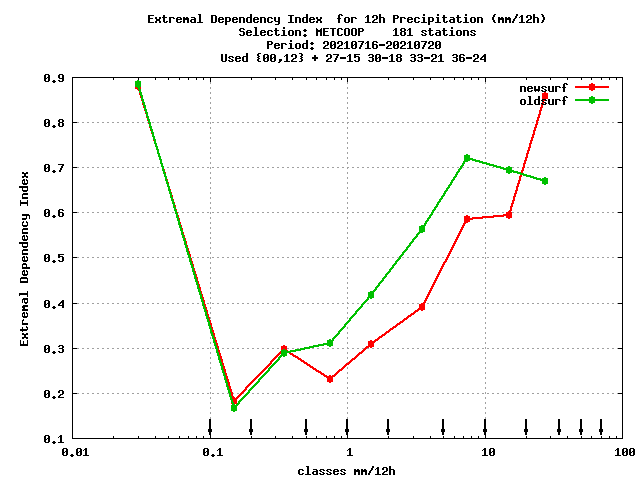 Extremal Dependency Index  for 12h Precipitation (mm/12h)
Selection: METCOOP    181 stations
Period: 20210716-20210720
Used {00,12} + 27-15 30-18 33-21 36-24
newsurf
oldsurf
0.9
0.8
0.7
0.6
0.5
0.4
0.3
0.2
0.1
Extremal Dependency Index
0.01 0.1 1 10 100
classes mm/12h